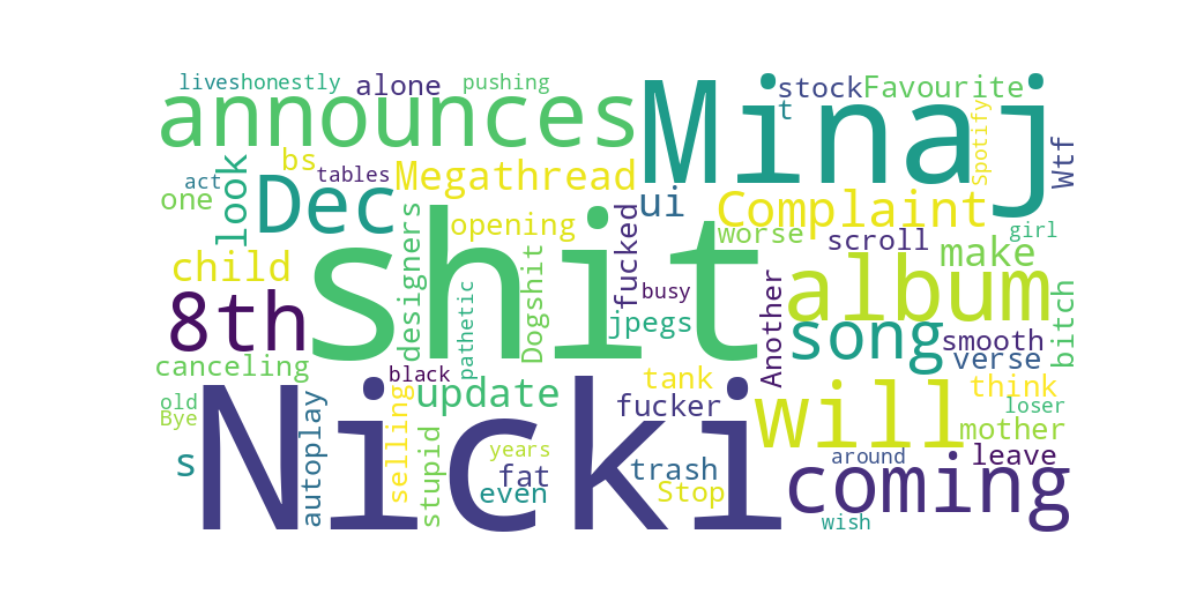 liveshonestly alone pushing stock Favourite
announces Minaj t Spotify Wtf
bs act tables Megathread look one Dec
opening ui Complaint worse scroll girl
child designers shit fucked make
8th pathetic Dogshit busy jpegs Another album bitch
song smooth verse
canceling black update tank think
old Bye Nicki autoplay selling fucker will loser mother
s stupid years fat even trash Stop around leave
coming wish